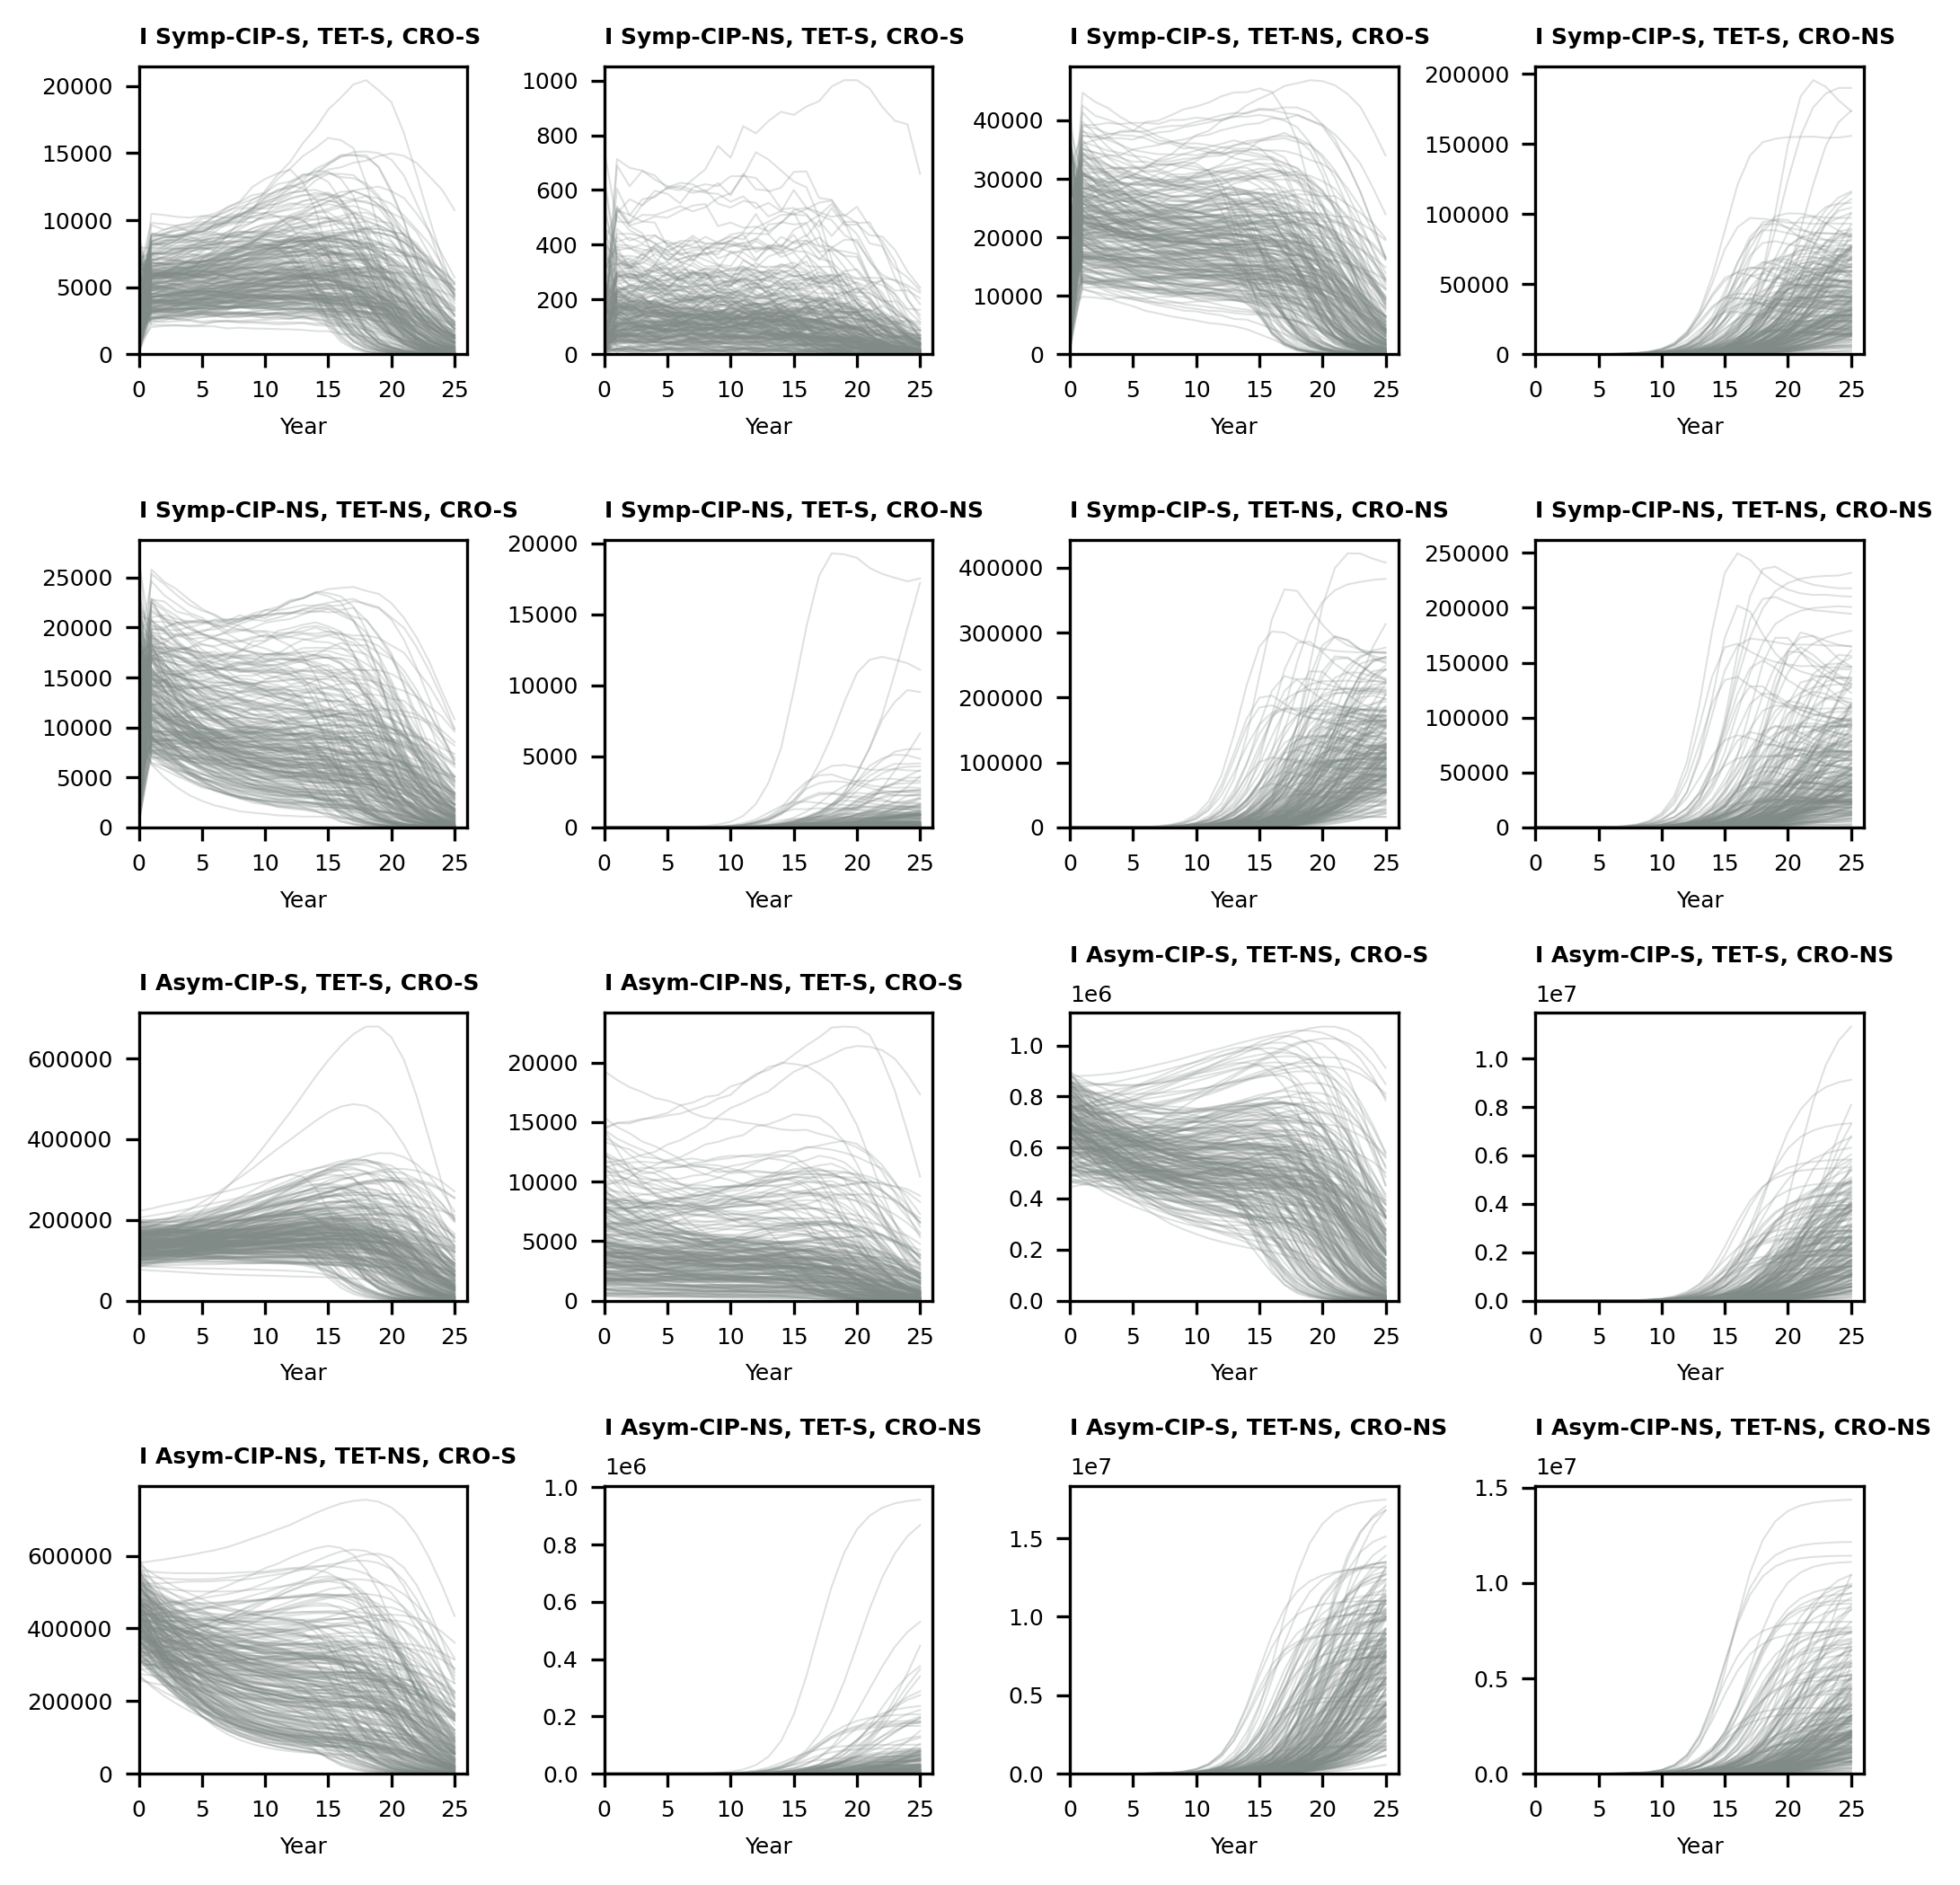 I Symp-CIP-S, TET-S, CRO-S
20000
15000
10000
5000
0
0 5 10 15 20 25
Year
I Symp-CIP-NS, TET-S, CRO-S
1000
800
600
400
200
0
0 5 10 15 20 25
Year
I Symp-CIP-S, TET-NS, CRO-S
40000
30000
20000
10000
0
0 5 10 15 20 25
Year
I Symp-CIP-S, TET-S, CRO-NS
200000
150000
100000
50000
0
0 5 10 15 20 25
Year
I Symp-CIP-NS, TET-NS, CRO-S
25000
20000
15000
10000
5000
0
0 5 10 15 20 25
Year
I Symp-CIP-NS, TET-S, CRO-NS
20000
15000
10000
5000
0
0 5 10 15 20 25
Year
I Symp-CIP-S, TET-NS, CRO-NS
400000
300000
200000
100000
0
0 5 10 15 20 25
Year
I Symp-CIP-NS, TET-NS, CRO-NS
250000
200000
150000
100000
50000
0
0 5 10 15 20 25
Year
I Asym-CIP-S, TET-S, CRO-S
600000
400000
200000
0
0 5 10 15 20 25
Year
I Asym-CIP-NS, TET-S, CRO-S
20000
15000
10000
5000
0
0 5 10 15 20 25
Year
I Asym-CIP-S, TET-NS, CRO-S
1e6
1.0
0.8
0.6
0.4
0.2
0.0
0 5 10 15 20 25
Year
I Asym-CIP-S, TET-S, CRO-NS
1e7
1.0
0.8
0.6
0.4
0.2
0.0
0 5 10 15 20 25
Year
I Asym-CIP-NS, TET-NS, CRO-S
600000
400000
200000
0
0 5 10 15 20 25
Year
I Asym-CIP-NS, TET-S, CRO-NS
1e6
1.0
0.8
0.6
0.4
0.2
0.0
0 5 10 15 20 25
Year
I Asym-CIP-S, TET-NS, CRO-NS
1e7
1.5
1.0
0.5
0.0
0 5 10 15 20 25
Year
I Asym-CIP-NS, TET-NS, CRO-NS
1e7
1.5
1.0
0.5
0.0
0 5 10 15 20 25
Year